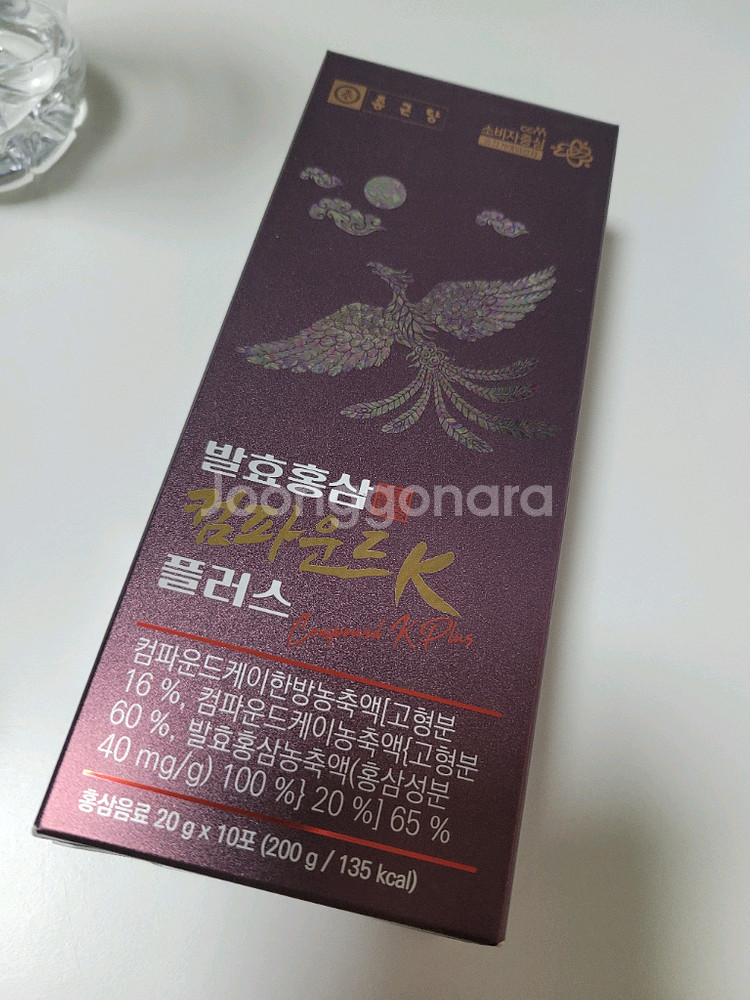 종근당
CCM
소비자중심
발효홍삼
컴파운드K
플러스
Compound K Plus
Joonggonara
컴파운드케이한방농축액[고형분
16 %, 컴파운드케이농축액{고형분
60 %, 발효홍삼농축액(홍삼성분
40 mg/g) 100 %} 20 %] 65 %
홍삼음료 20 g x 10포 (200 g / 135 kcal)